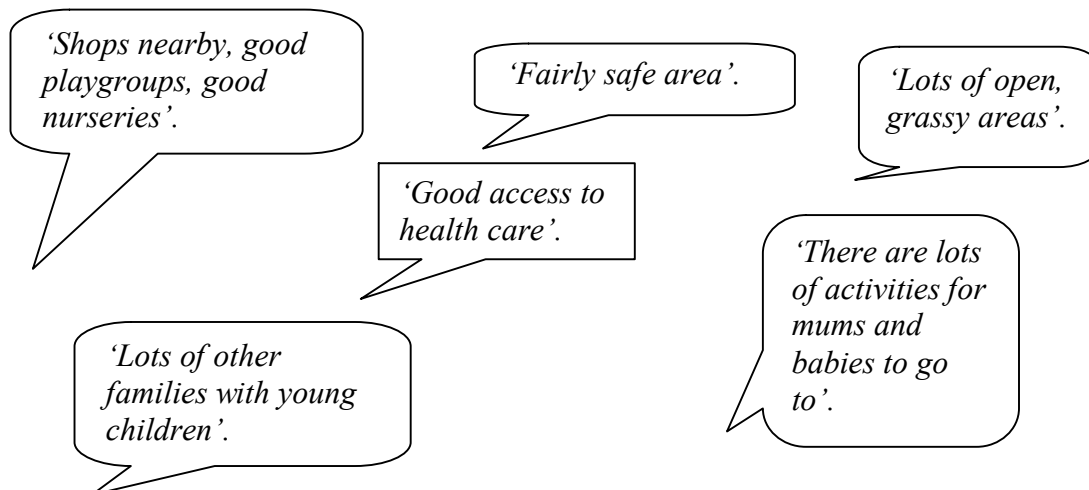 ‘Shops nearby, good
playgroups, good
nurseries’.
‘Fairly safe area’.
‘Lots of open,
grassy areas’.
‘Good access to
health care’.
‘There are lots
of activities for
mums and
babies to go
to’.
‘Lots of other
families with young
children’.